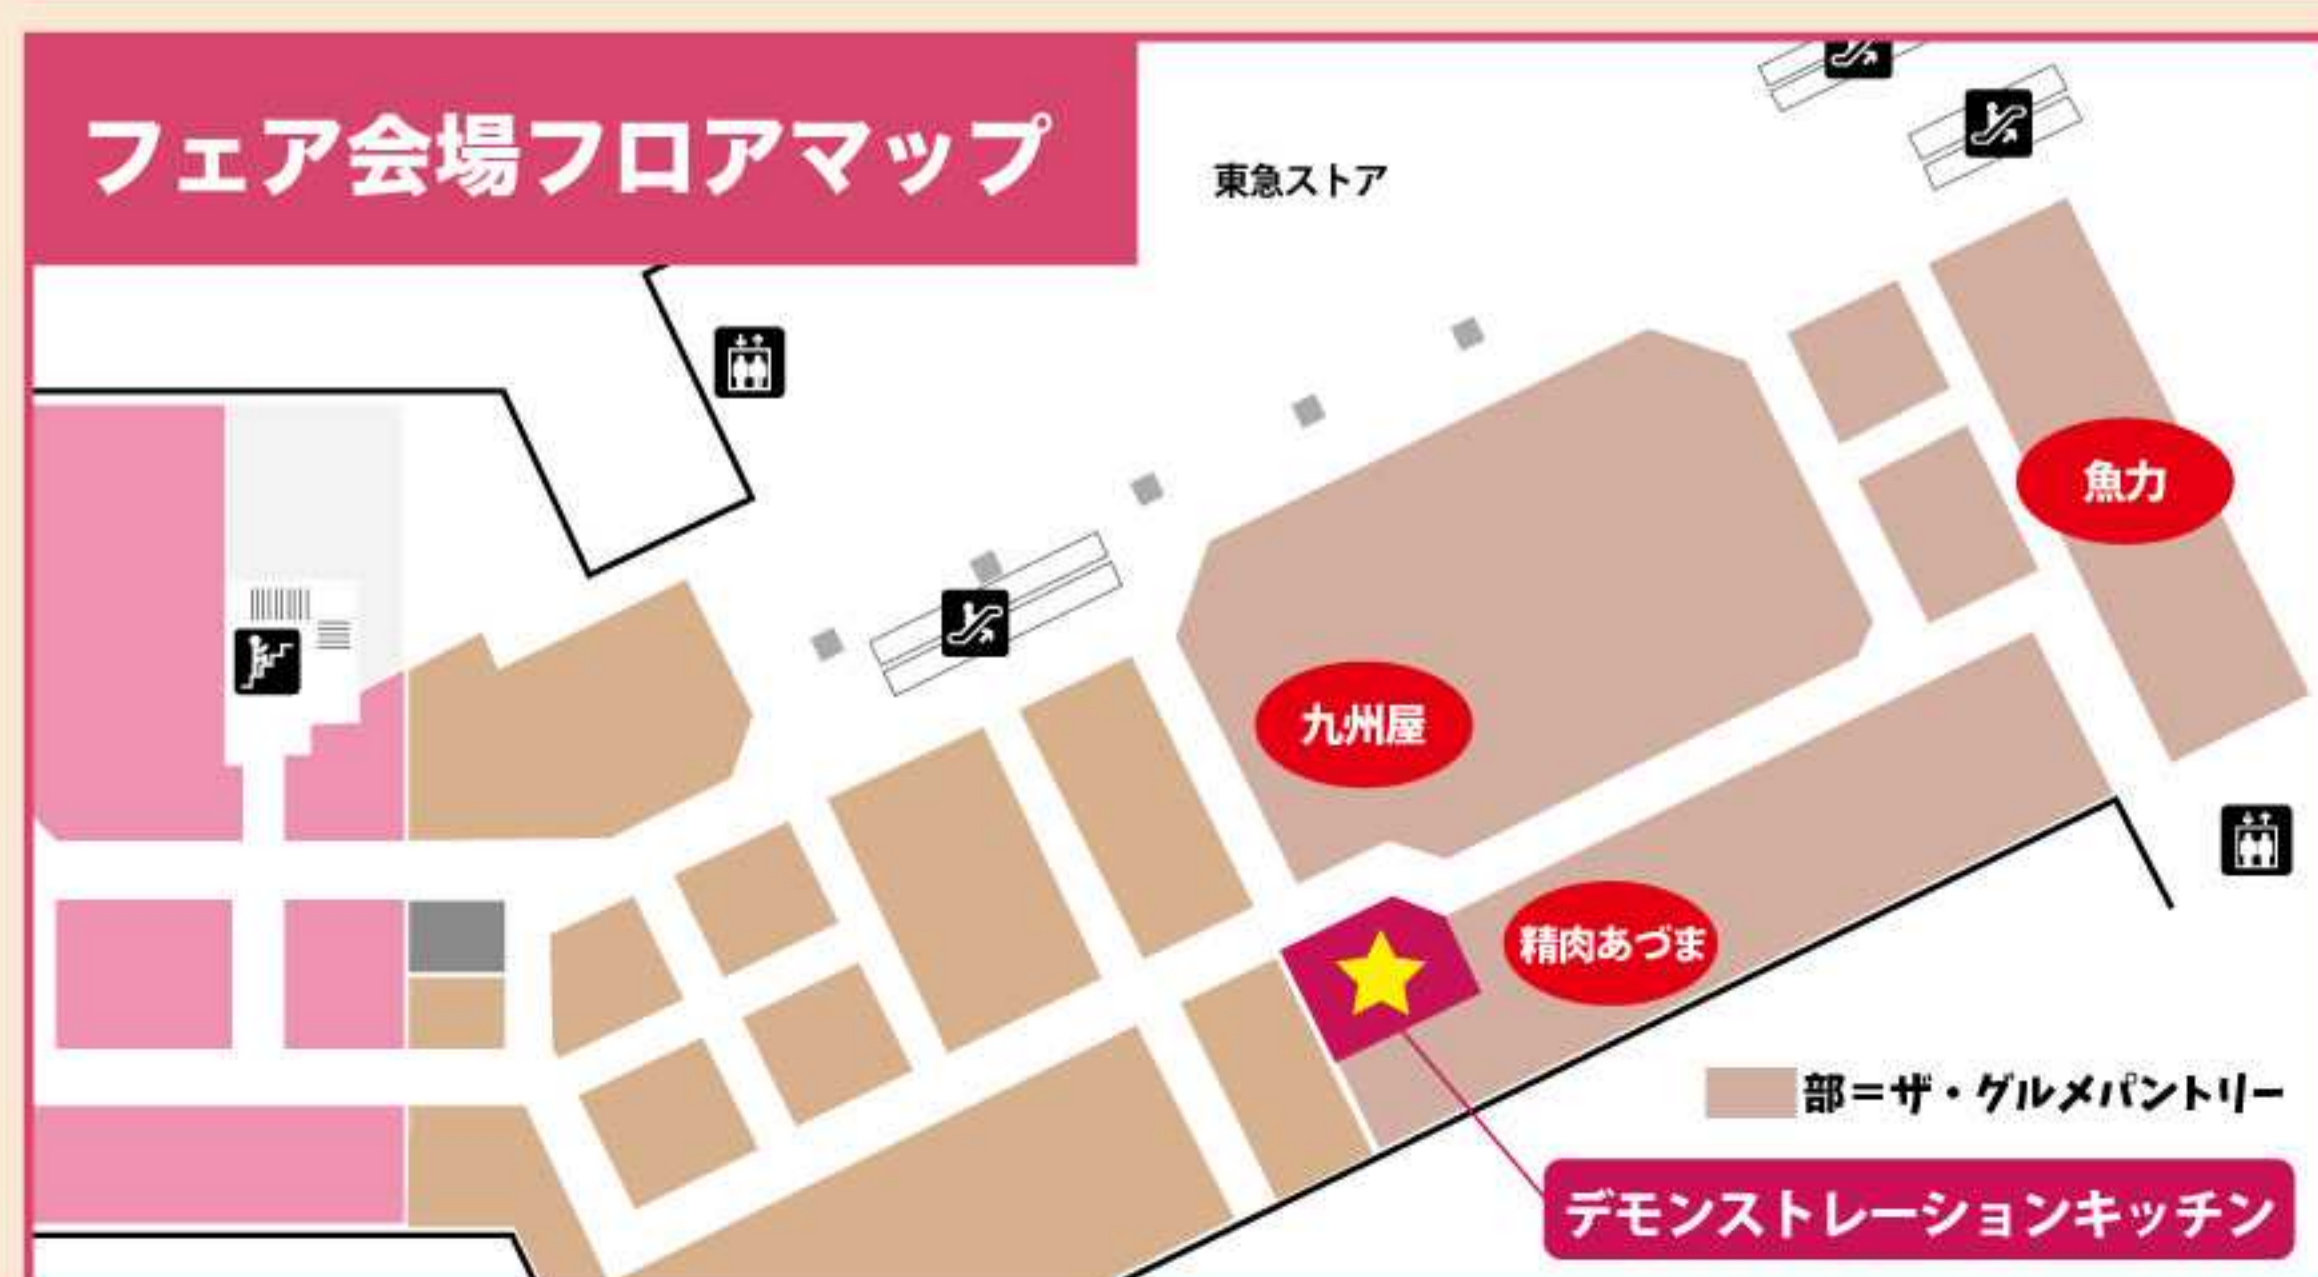 フェア会場フロアマップ
東急ストア
魚力
九州屋
精肉あづま
部＝ザ・グルメパントリー
デモンストレーションキッチン